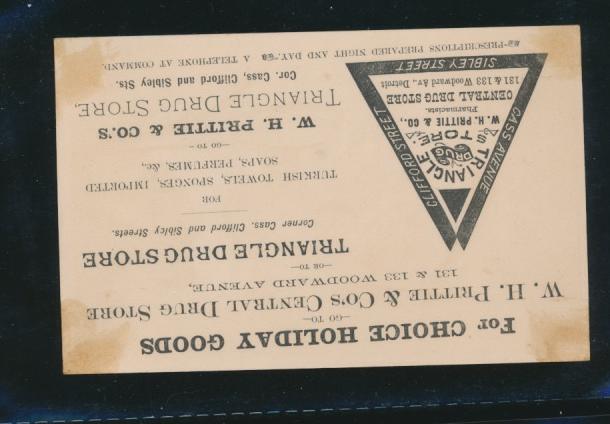 For CHOICE HOLIDAY GOODS
—GO TO—
W. H. PRITTIE & CO'S CENTRAL DRUG STORE
131 & 133 WOODWARD AVENUE,
—OR TO—
TRIANGLE DRUG STORE
Corner Cass, Clifford and Sibley Streets.
FOR
TURKISH TOWELS, SPONGES, IMPORTED
SOAPS, PERFUMES, &c.,
—GO TO—
W. H. PRITTIE & CO.'S
TRIANGLE DRUG STORE,
Cor. Cass, Clifford and Sibley Sts.
PRESCRIPTIONS PREPARED NIGHT AND DAY. A TELEPHONE AT COMMAND.
CLIFFORD STREET
CASS AVENUE
SIBLEY STREET
TRIANGLE
DRUG
STORE
W. H. PRITTIE & CO.,
Pharmacists.
CENTRAL DRUG STORE
131 & 133 Woodward Av., Detroit